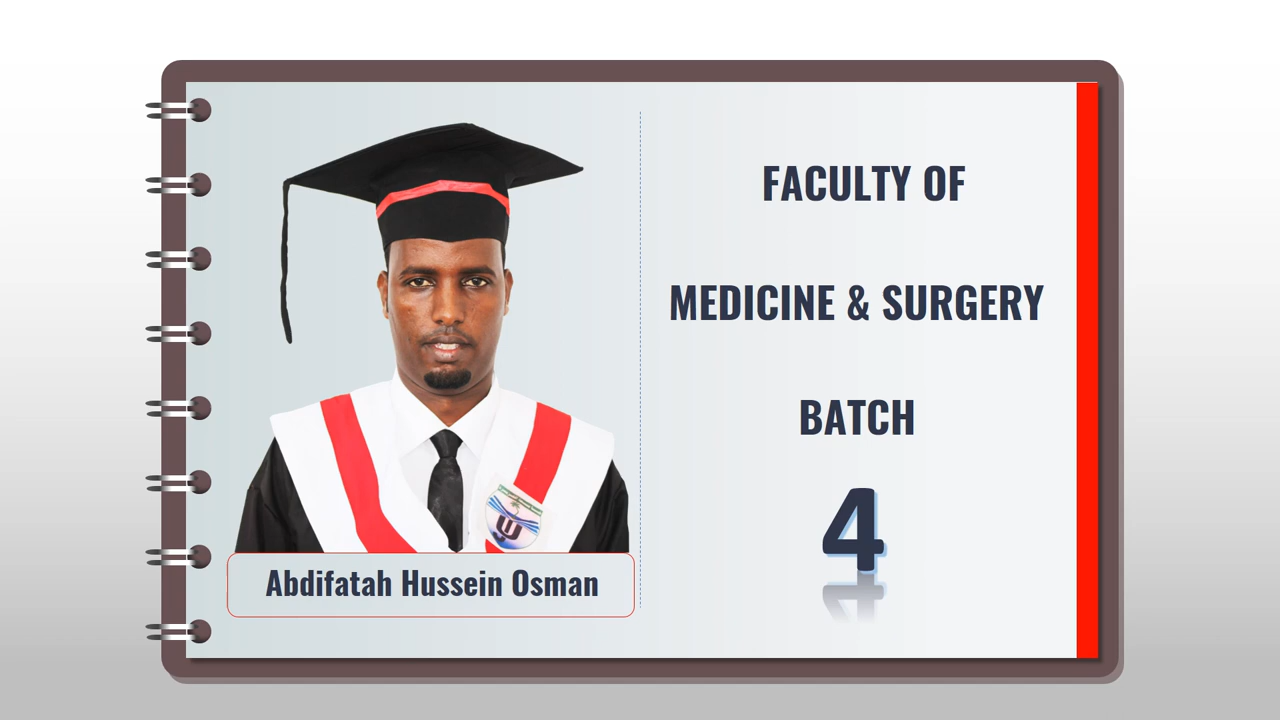 FACULTY OF
MEDICINE & SURGERY
BATCH
4
Abdifatah Hussein Osman